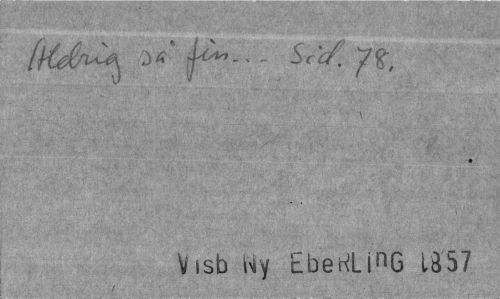 Aldrig så fin... Sid. 78.
Visb Ny EbeRLinG 1857